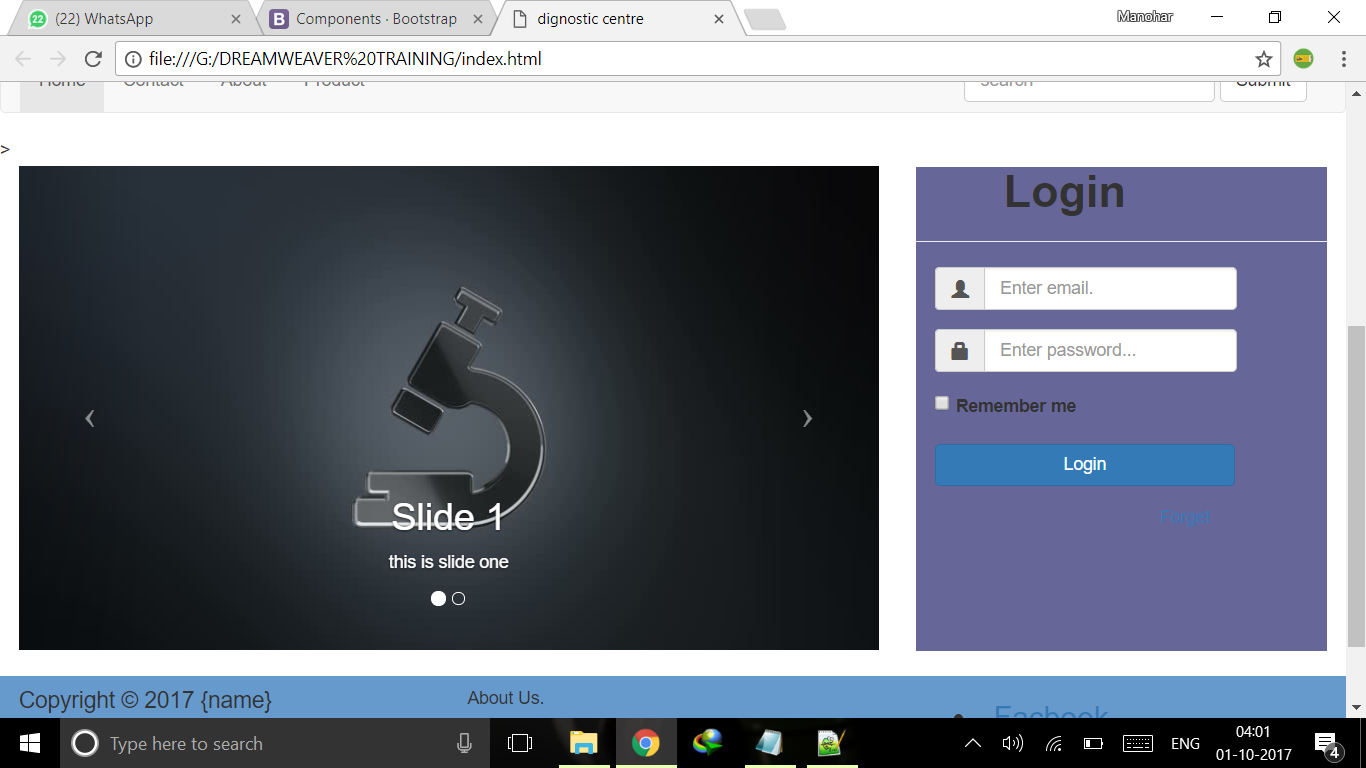 22 (22) WhatsApp
B Components · Bootstrap
dignostic centre
Manohar
file:///G:/DREAMWEAVER%20TRAINING/index.html
Home Contact About Product search Submit
>
Login
Enter email.
Enter password...
Remember me
Login
Forgot
Slide 1
this is slide one
Copyright © 2017 {name}
About Us.
Facbook
Type here to search
ENG
04:01
01-10-2017
4